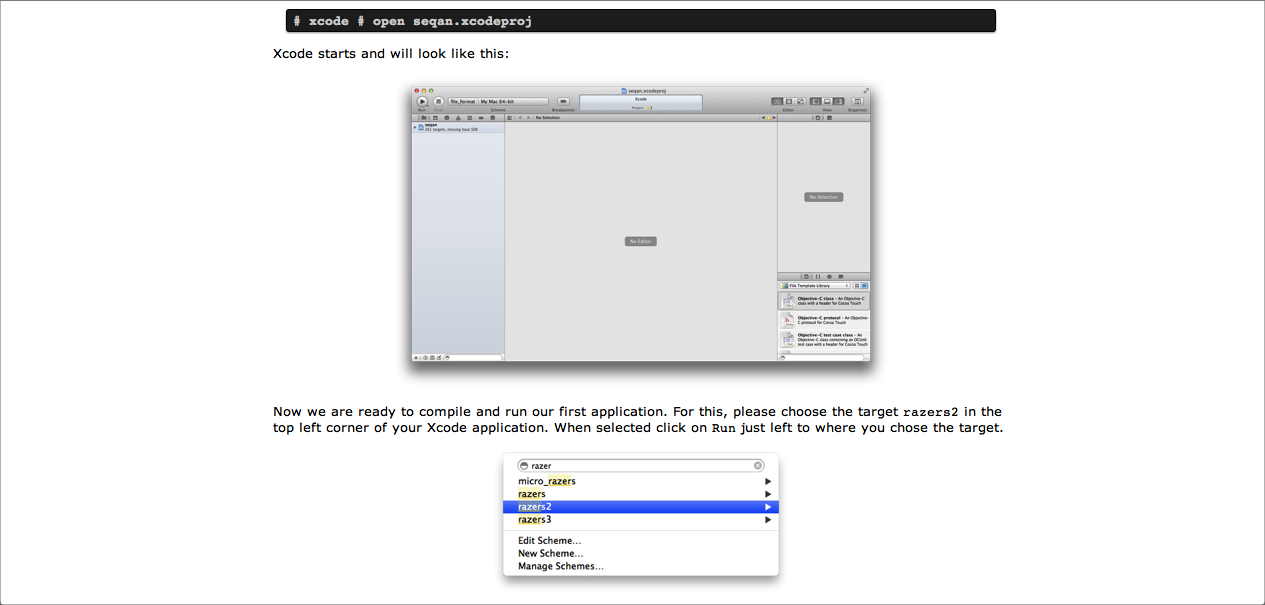 # xcode # open seqan.xcodeproj
Xcode starts and will look like this:
seqan.xcodeproj
file_format My Mac 64-bit
Xcode
Project 2
Run Stop Scheme Breakpoints Editor View Organizer
No Selection
seqan
targets, missing base SDK
No Selection
No Editor
File Template Library
Objective-C class - An Objective-C
class with a header for Cocoa Touch
Objective-C protocol - An Objective-
C protocol for Cocoa Touch
Objective-C test case class - An
Objective-C class containing an OCUnit
test case with a header for Cocoa Touch
Now we are ready to compile and run our first application. For this, please choose the target razers2 in the
top left corner of your Xcode application. When selected click on Run just left to where you chose the target.
razer
micro_razers
razers
razers2
razers3
Edit Scheme...
New Scheme...
Manage Schemes...